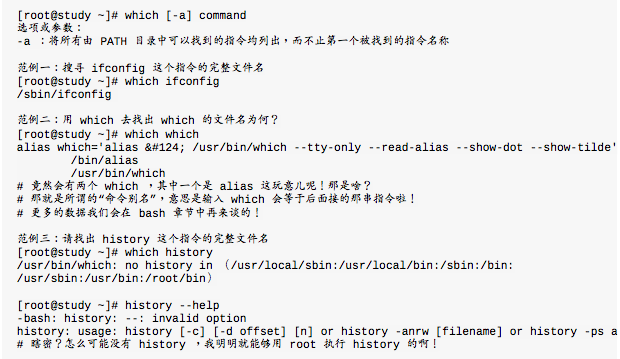 [root@study ~]# which [-a] command
选项或参数：
-a ：将所有由 PATH 目录中可以找到的指令均列出，而不止第一个被找到的指令名称
范例一：搜寻 ifconfig 这个指令的完整文件名
[root@study ~]# which ifconfig
/sbin/ifconfig
范例二：用 which 去找出 which 的文件名为何？
[root@study ~]# which which
alias which='alias &#124; /usr/bin/which --tty-only --read-alias --show-dot --show-tilde'
/bin/alias
/usr/bin/which
# 竟然会有两个 which ，其中一个是 alias 这玩意儿呢！那是啥？
# 那就是所谓的“命令别名”，意思是输入 which 会等于后面接的那串指令啦！
# 更多的数据我们会在 bash 章节中再来谈的！
范例三：请找出 history 这个指令的完整文件名
[root@study ~]# which history
/usr/bin/which: no history in （/usr/local/sbin:/usr/local/bin:/sbin:/bin:
/usr/sbin:/usr/bin:/root/bin）
[root@study ~]# history --help
-bash: history: --: invalid option
history: usage: history [-c] [-d offset] [n] or history -anrw [filename] or history -ps a
# 瞎密？怎么可能没有 history ，我明明就能够用 root 执行 history 的啊！